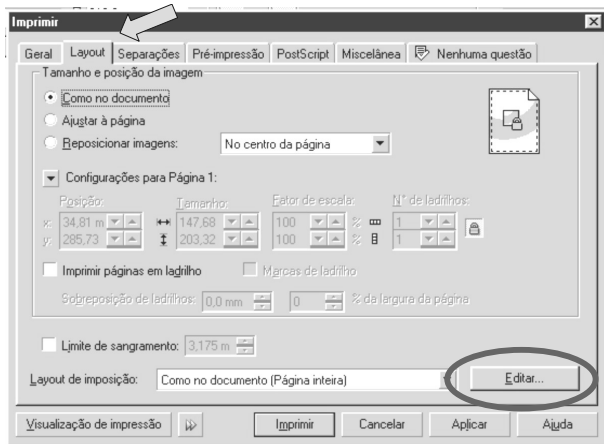 Imprimir
Geral Layout Separações Pré-impressão PostScript Miscelânea Nenhuma questão
Tamanho e posição da imagem
Como no documento
Ajustar à página
Reposicionar imagens: No centro da página
Configurações para Página 1:
Posição: Tamanho: Fator de escala: N° de ladrilhos:
x: 34,81 m 147,68 100 % 1
y: 285,73 203,32 100 % 1
Imprimir páginas em ladrilho Marcas de ladrilho
Sobreposição de ladrilhos: 0,0 mm 0 % da largura da página
Limite de sangramento: 3,175 m
Layout de imposição: Como no documento (Página inteira) Editar...
Visualização de impressão Imprimir Cancelar Aplicar Ajuda